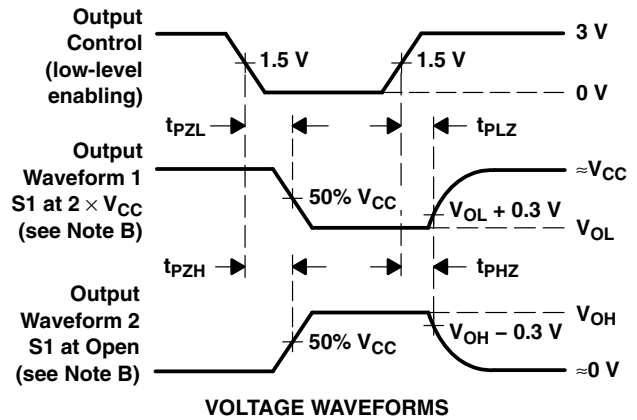 Output
Control
(low-level
enabling)
3 V
1.5 V
1.5 V
0 V
tPZL
tPLZ
Output
Waveform 1
S1 at 2 × VCC
(see Note B)
≈VCC
50% VCC
VOL + 0.3 V
VOL
tPZH
tPHZ
Output
Waveform 2
S1 at Open
(see Note B)
VOH
50% VCC
VOH − 0.3 V
≈0 V
VOLTAGE WAVEFORMS